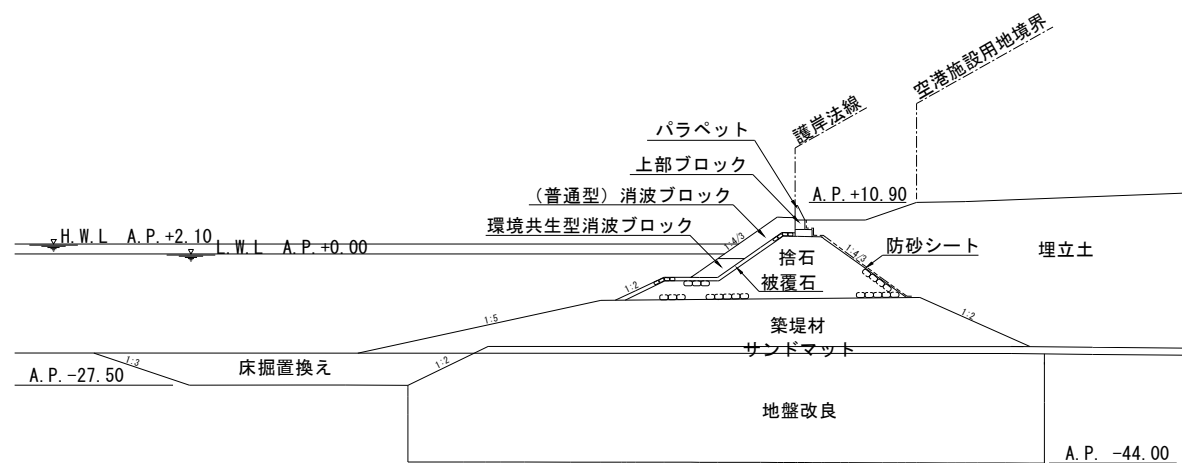 空港施設用地境界
護岸法線
パラペット
上部ブロック
A.P.+10.90
(普通型)消波ブロック
環境共生型消波ブロック
H.W.L A.P.+2.10
L.W.L A.P.+0.00
1:4/3
捨石
1:4/3
防砂シート
埋立土
被覆石
1:2
1:5
築堤材
1:2
サンドマット
1:3
床掘置換え
1:2
A.P.-27.50
地盤改良
A.P. -44.00